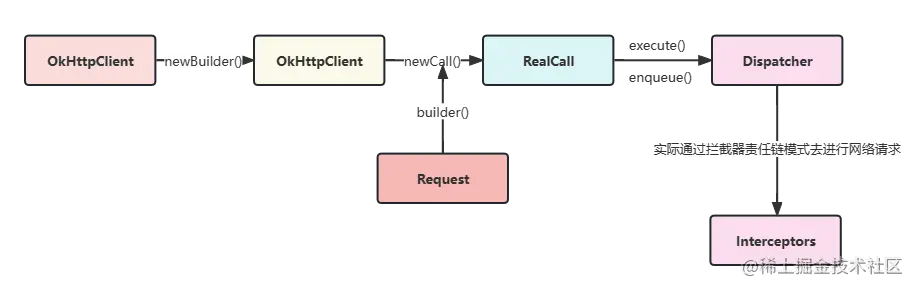 OkHttpClient
newBuilder()
OkHttpClient
newCall()
RealCall
execute()
enqueue()
Dispatcher
builder()
Request
实际通过拦截器责任链模式去进行网络请求
Interceptors
@稀土掘金技术社区